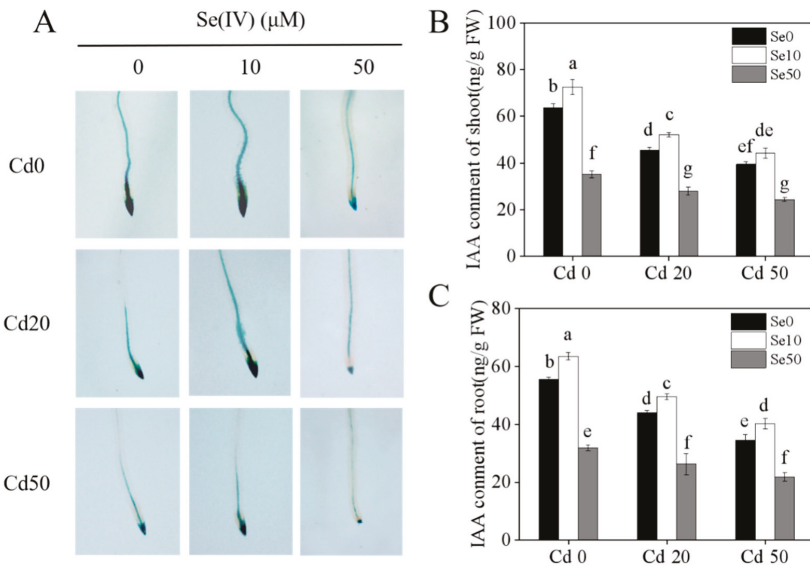 A
Se(IV) (μM)
0 10 50
Cd0
Cd20
Cd50
B
IAA conment of shoot(ng/g FW)
100
80
60
40
20
0
Se0
Se10
Se50
b a f d c g ef de g
Cd 0 Cd 20 Cd 50
C
IAA conment of root(ng/g FW)
80
60
40
20
0
Se0
Se10
Se50
b a e d c f e d f
Cd 0 Cd 20 Cd 50